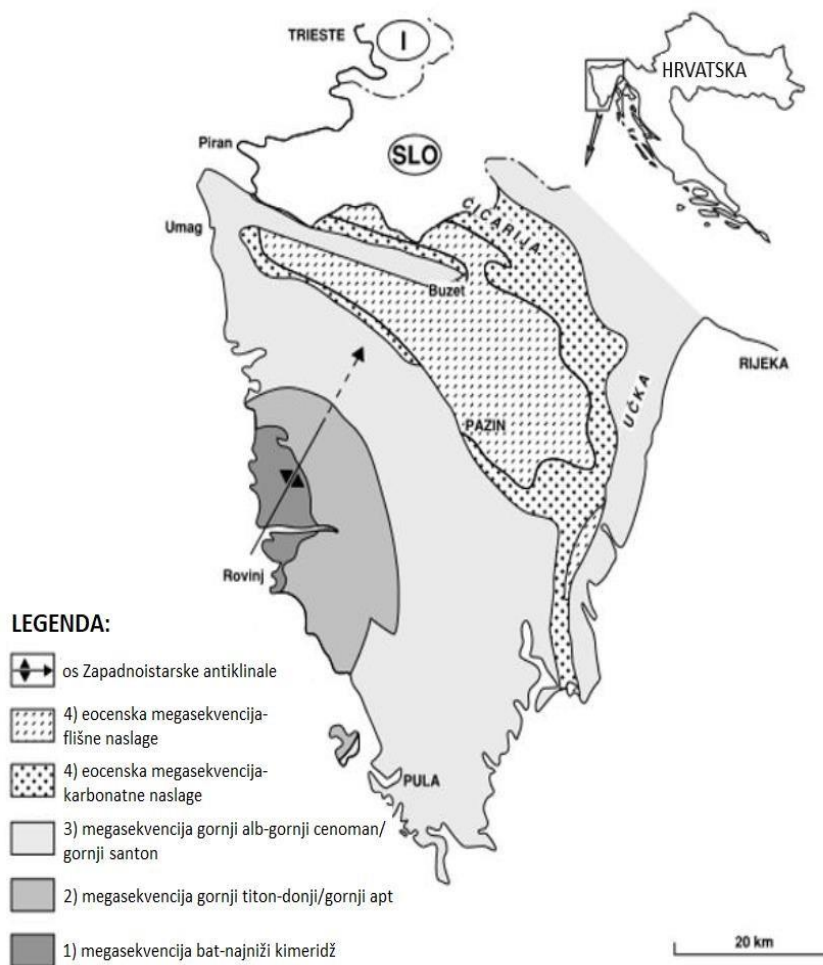 TRIESTE
I
HRVATSKA
Piran
SLO
ĆIĆARIJA
Umag
Buzet
RIJEKA
UČKA
PAZIN
Rovinj
PULA
LEGENDA:
os Zapadnoistarske antiklinale
4) eocenska megasekvencija-
flišne naslage
4) eocenska megasekvencija-
karbonatne naslage
3) megasekvencija gornji alb-gornji cenoman/
gornji santon
2) megasekvencija gornji titon-donji/gornji apt
1) megasekvencija bat-najniži kimeridž
20 km